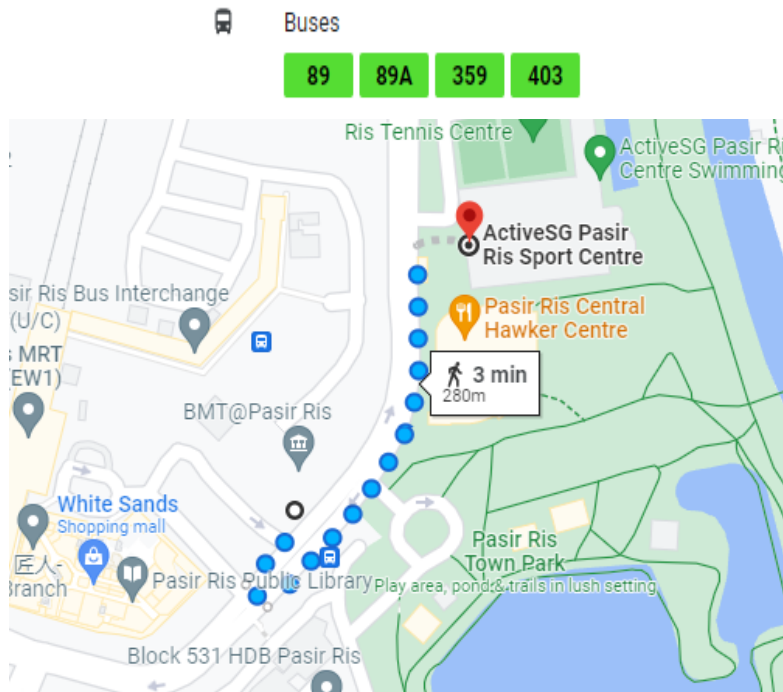 Buses
89 89A 359 403
Ris Tennis Centre
ActiveSG Pasir Ri
Centre Swimming
ActiveSG Pasir
Ris Sport Centre
sir Ris Bus Interchange
(U/C)
Pasir Ris Central
Hawker Centre
s MRT
(EW1)
3 min
280m
BMT@Pasir Ris
White Sands
Shopping mall
Pasir Ris
Town Park
Play area, pond & trails in lush setting
匠人-
Branch
Pasir Ris Public Library
Block 531 HDB Pasir Ris